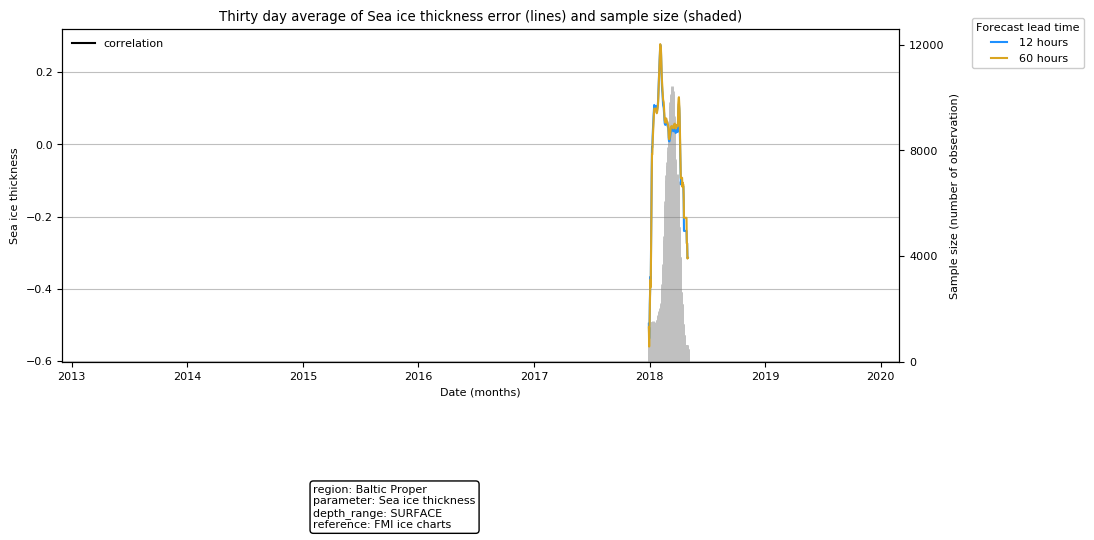 Thirty day average of Sea ice thickness error (lines) and sample size (shaded)
correlation
Forecast lead time
12 hours
60 hours
Sea ice thickness
0.2
0.0
−0.2
−0.4
−0.6
12000
8000
4000
0
Sample size (number of observation)
2013 2014 2015 2016 2017 2018 2019 2020
Date (months)
region: Baltic Proper
parameter: Sea ice thickness
depth_range: SURFACE
reference: FMI ice charts